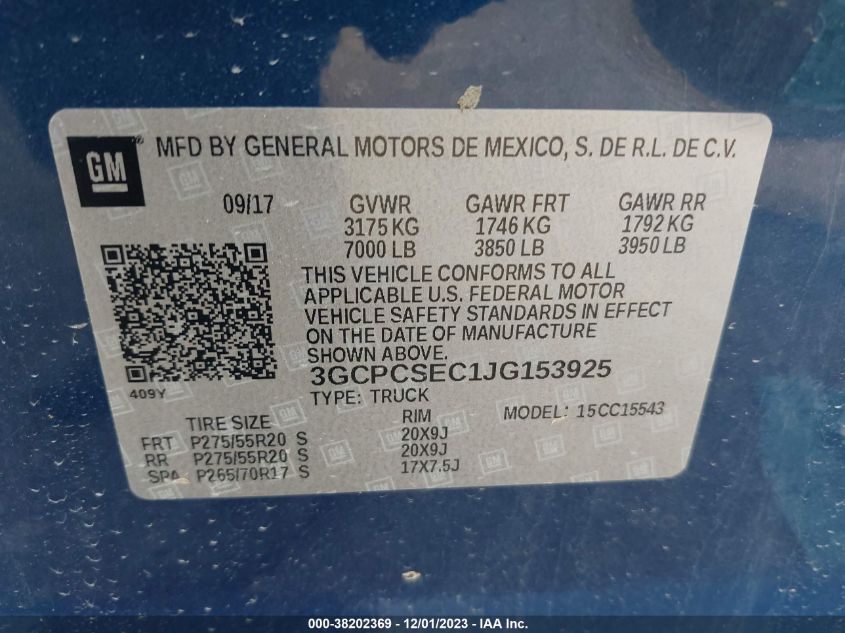 GM
MFD BY GENERAL MOTORS DE MEXICO, S. DE R.L. DE C.V.
09/17 GVWR GAWR FRT GAWR RR
3175 KG 1746 KG 1792 KG
7000 LB 3850 LB 3950 LB
THIS VEHICLE CONFORMS TO ALL
APPLICABLE U.S. FEDERAL MOTOR
VEHICLE SAFETY STANDARDS IN EFFECT
ON THE DATE OF MANUFACTURE
SHOWN ABOVE.
3GCPCSEC1JG153925
409Y
TYPE: TRUCK MODEL: 15CC15543
TIRE SIZE RIM
FRT P275/55R20 S 20X9J
RR P275/55R20 S 20X9J
SPA P265/70R17 S 17X7.5J
000-38202369 - 12/01/2023 - IAA Inc.